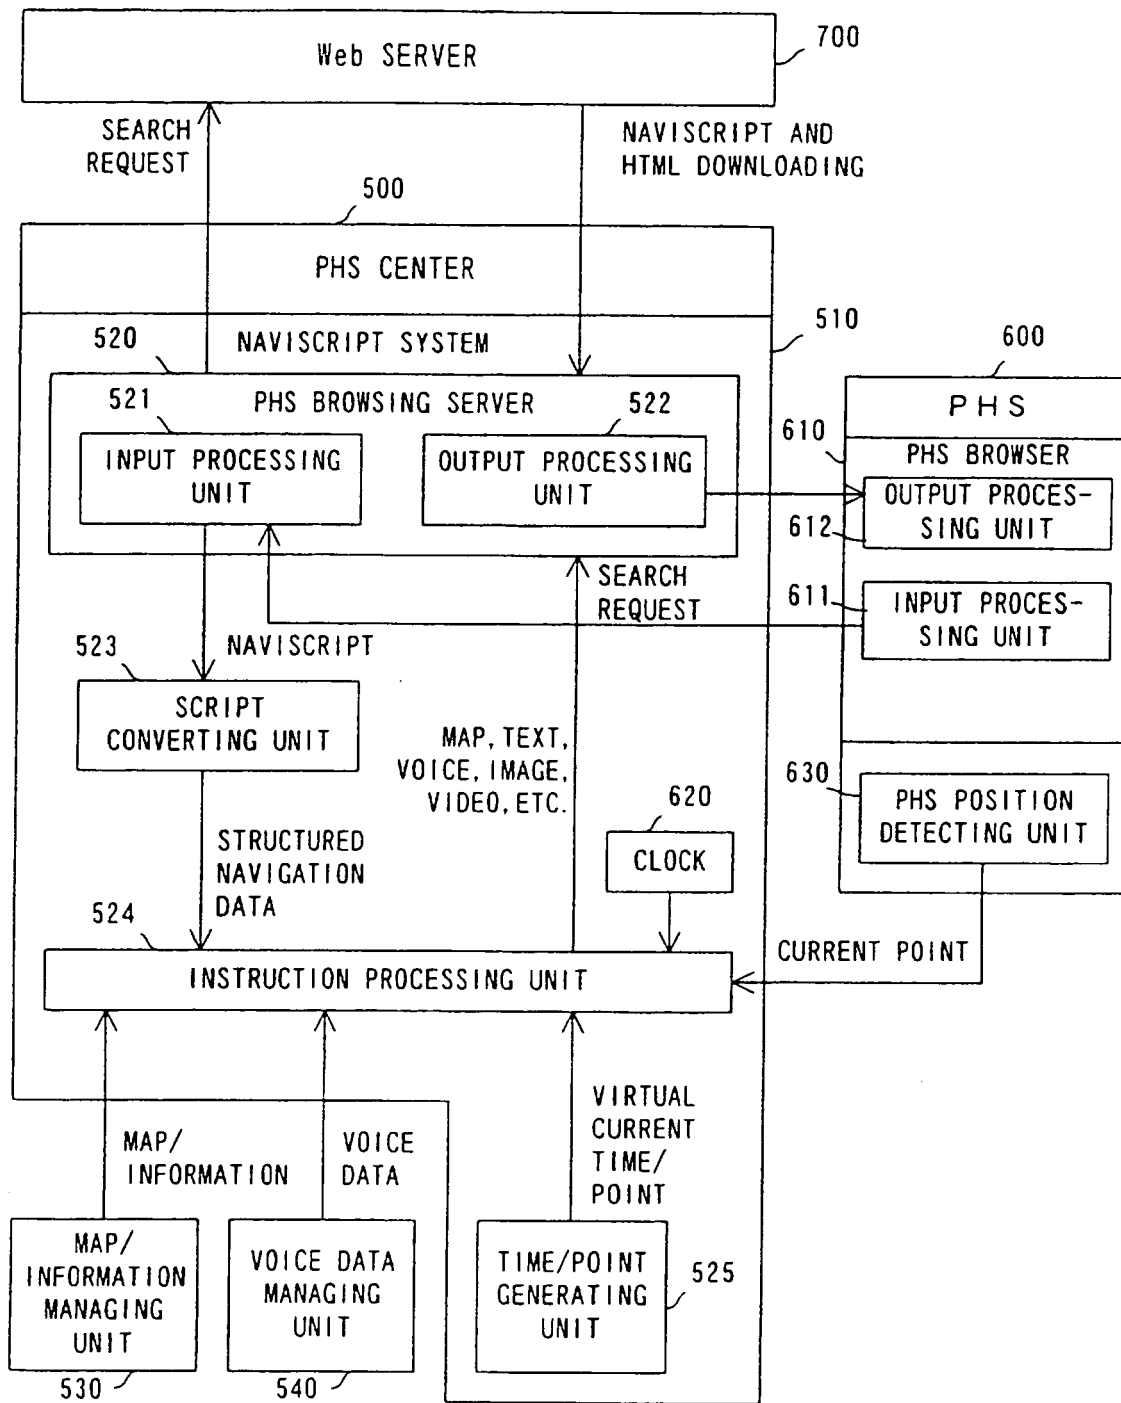 Web SERVER
700
SEARCH
REQUEST
NAVISCRIPT AND
HTML DOWNLOADING
500
PHS CENTER
510
520
NAVISCRIPT SYSTEM
600
PHS
521
PHS BROWSING SERVER
522
610
PHS BROWSER
INPUT PROCESSING
UNIT
OUTPUT PROCESSING
UNIT
OUTPUT PROCES-
SING UNIT
612
SEARCH
REQUEST
611
INPUT PROCES-
SING UNIT
523
NAVISCRIPT
SCRIPT
CONVERTING UNIT
MAP, TEXT,
VOICE, IMAGE,
VIDEO, ETC.
620
CLOCK
630
PHS POSITION
DETECTING UNIT
STRUCTURED
NAVIGATION
DATA
524
INSTRUCTION PROCESSING UNIT
CURRENT POINT
MAP/
INFORMATION
VOICE
DATA
VIRTUAL
CURRENT
TIME/
POINT
MAP/
INFORMATION
MANAGING
UNIT
530
VOICE DATA
MANAGING
UNIT
540
TIME/POINT
GENERATING
UNIT
525